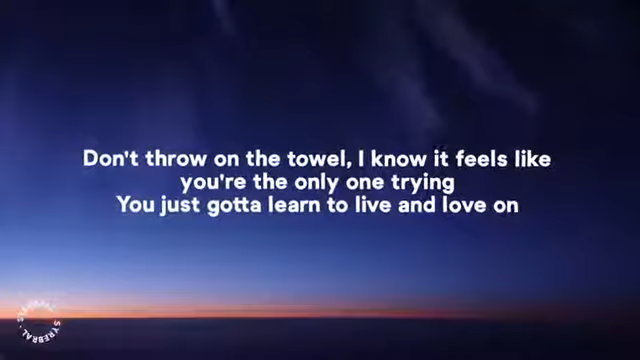 Don't throw on the towel, I know it feels like
you're the only one trying
You just gotta learn to live and love on
SYREBRAL